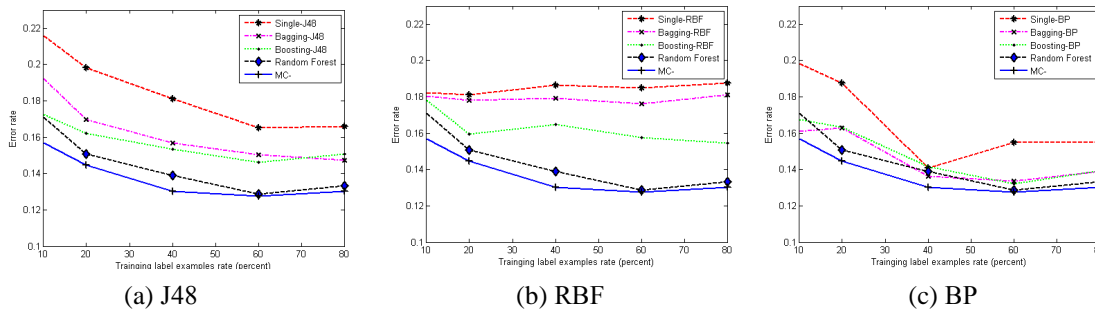 0.22
0.2
0.18
0.16
0.14
0.12
0.1
Error rate
10 20 30 40 50 60 70 80
Trainging label examples rate (percent)
Single-J48
Bagging-J48
Boosting-J48
Random Forest
MC-
(a) J48
0.22
0.2
0.18
0.16
0.14
0.12
0.1
Error rate
10 20 30 40 50 60 70 80
Trainging label examples rate (percent)
Single-RBF
Bagging-RBF
Boosting-RBF
Random Forest
MC-
(b) RBF
0.22
0.2
0.18
0.16
0.14
0.12
0.1
Error rate
10 20 30 40 50 60 70 80
Trainging label examples rate (percent)
Single-BP
Bagging-BP
Boosting-BP
Random Forest
MC-
(c) BP